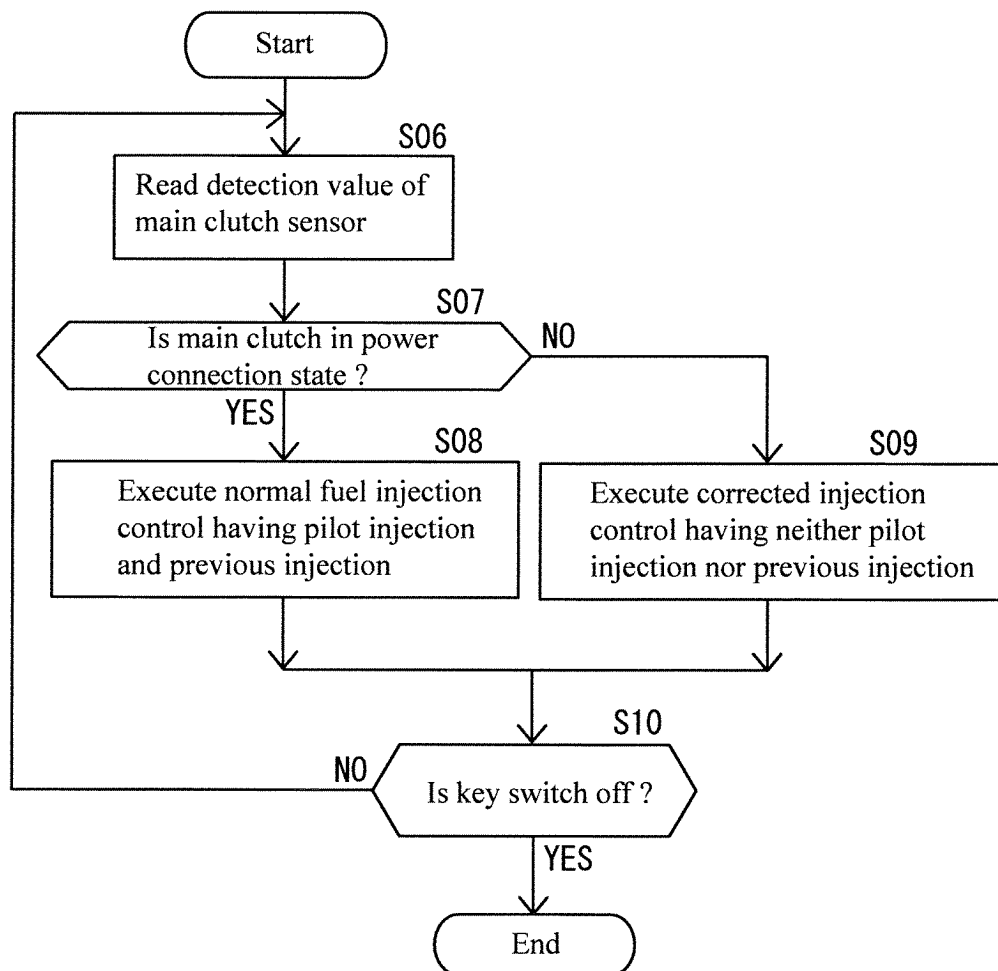 Start
S06
Read detection value of
main clutch sensor
S07
Is main clutch in power
connection state ?
NO
YES
S08
Execute normal fuel injection
control having pilot injection
and previous injection
S09
Execute corrected injection
control having neither pilot
injection nor previous injection
S10
NO
Is key switch off ?
YES
End